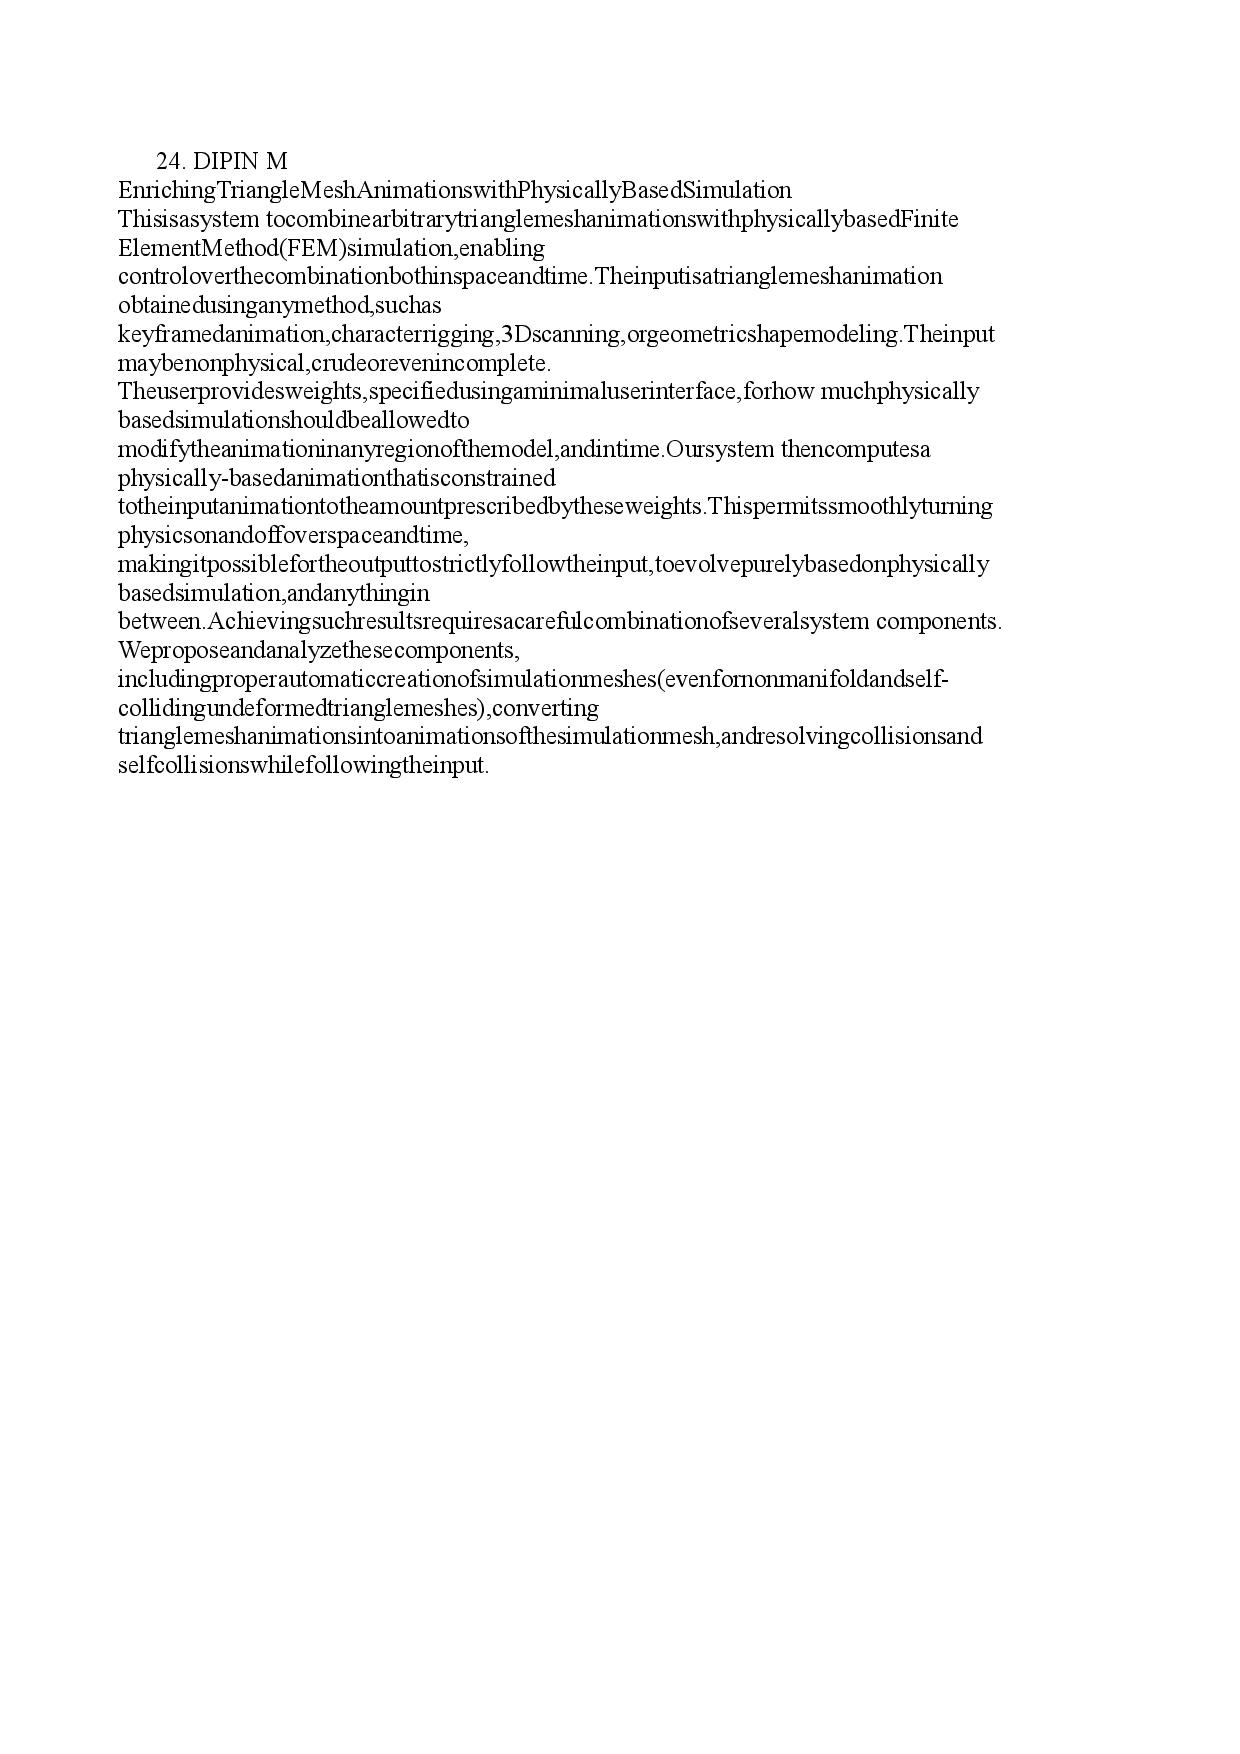 24. DIPIN M
EnrichingTriangleMeshAnimationswithPhysicallyBasedSimulation
Thisisasystem tocombinearbitrarytrianglemeshanimationswithphysicallybasedFinite
ElementMethod(FEM)simulation,enabling
controloverthecombinationbothinspaceandtime.Theinputisatrianglemeshanimation
obtainedusinganymethod,suchas
keyframedanimation,characterrigging,3Dscanning,orgeometricshapemodeling.Theinput
maybenonphysical,crudeorevenincomplete.
Theuserprovidesweights,specifiedusingaminimaluserinterface,forhow muchphysically
basedsimulationshouldbeallowedto
modifytheanimationinanyregionofthemodel,andintime.Oursystem thencomputesa
physically-basedanimationthatisconstrained
totheinputanimationtotheamountprescribedbytheseweights.Thispermitssmoothlyturning
physicsonandoffoverspaceandtime,
makingitpossiblefortheoutputtostrictlyfollowtheinput,toevolvepurelybasedonphysically
basedsimulation,andanythingin
between.Achievingsuchresultsrequiresacarefulcombinationofseveralsystem components.
Weproposeandanalyzethesecomponents,
includingproperautomaticcreationofsimulationmeshes(evenfornonmanifoldandself-
collidingundeformedtrianglemeshes),converting
trianglemeshanimationsintoanimationsofthesimulationmesh,andresolvingcollisionsand
selfcollisionswhilefollowingtheinput.